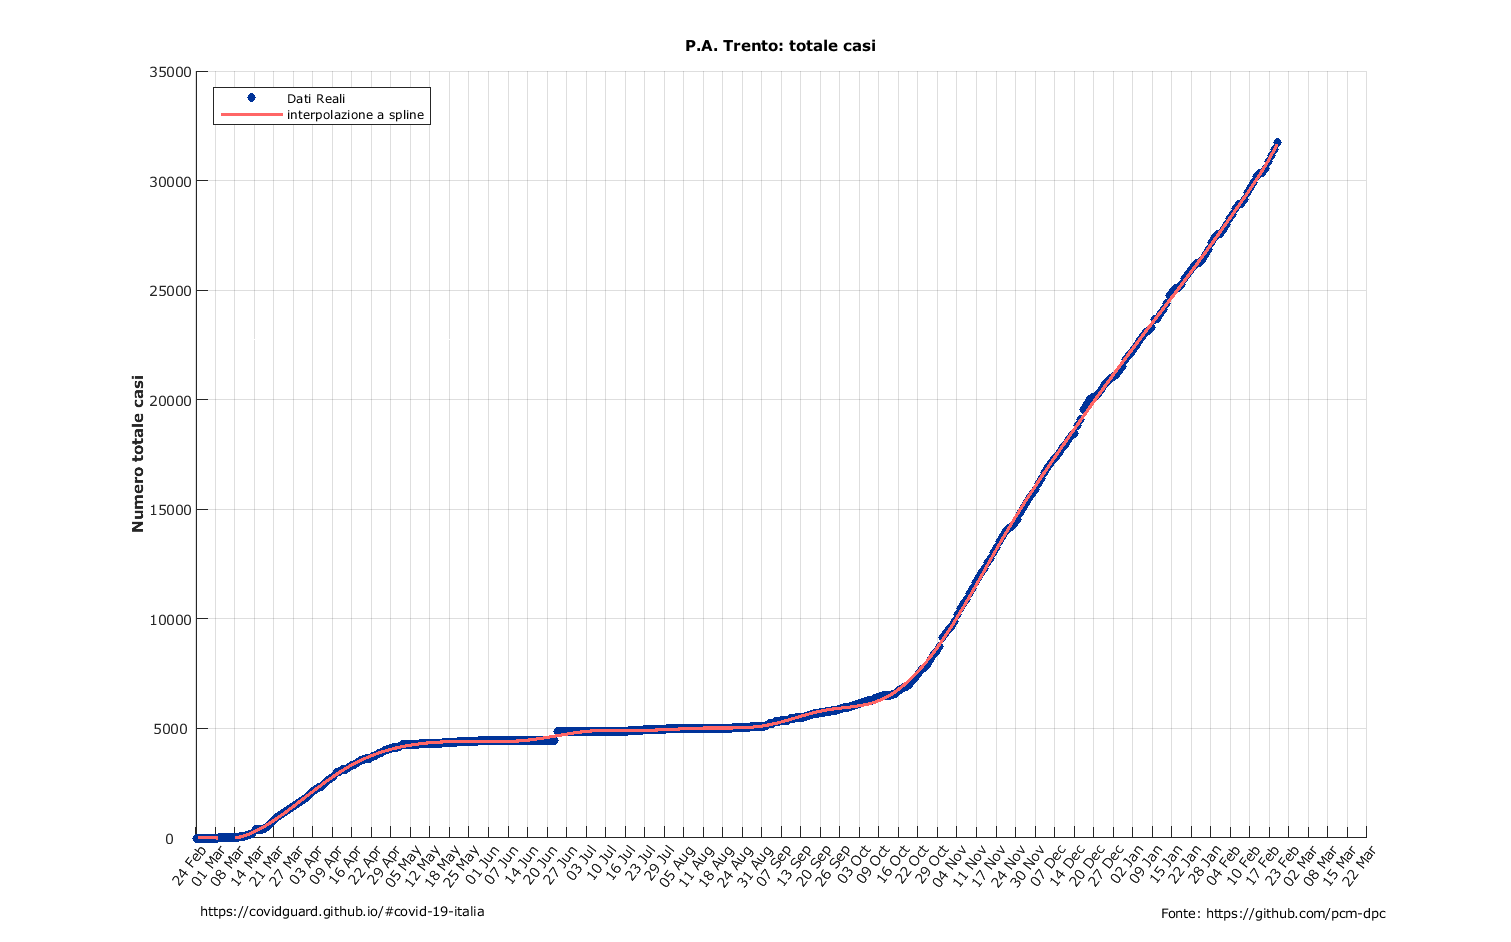 P.A. Trento: totale casi
35000
30000
25000
20000
15000
10000
5000
0
Numero totale casi
Dati Reali
interpolazione a spline
24 Feb
01 Mar
08 Mar
14 Mar
21 Mar
27 Mar
03 Apr
09 Apr
16 Apr
22 Apr
29 Apr
05 May
12 May
18 May
25 May
01 Jun
07 Jun
14 Jun
20 Jun
27 Jun
03 Jul
10 Jul
16 Jul
23 Jul
29 Jul
05 Aug
11 Aug
18 Aug
24 Aug
31 Aug
07 Sep
13 Sep
20 Sep
26 Sep
03 Oct
09 Oct
16 Oct
22 Oct
29 Oct
04 Nov
11 Nov
17 Nov
24 Nov
30 Dec
07 Dec
14 Dec
20 Dec
27 Dec
02 Jan
09 Jan
15 Jan
22 Jan
28 Jan
04 Feb
10 Feb
17 Feb
23 Feb
02 Mar
08 Mar
15 Mar
22 Mar
https://covidguard.github.io/#covid-19-italia
Fonte: https://github.com/pcm-dpc